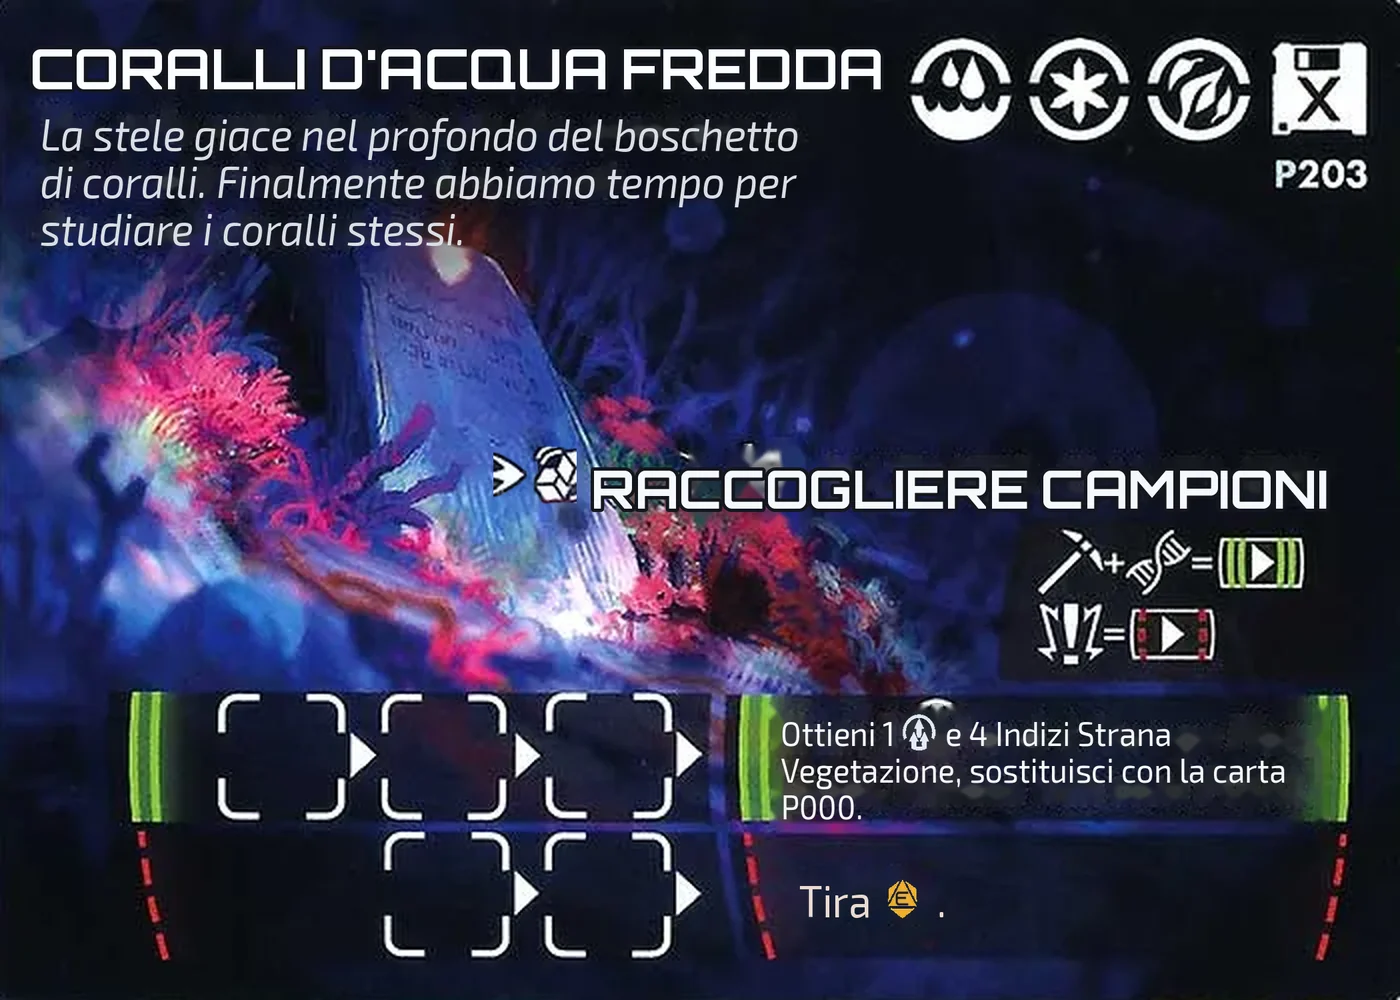 CORALLI D'ACQUA FREDDA
X
P203
La stele giace nel profondo del boschetto
di coralli. Finalmente abbiamo tempo per
studiare i coralli stessi.
RACCOGLIERE CAMPIONI
+ =
! =
Ottieni 1 e 4 Indizi Strana
Vegetazione, sostituisci con la carta
P000.
Tira E .